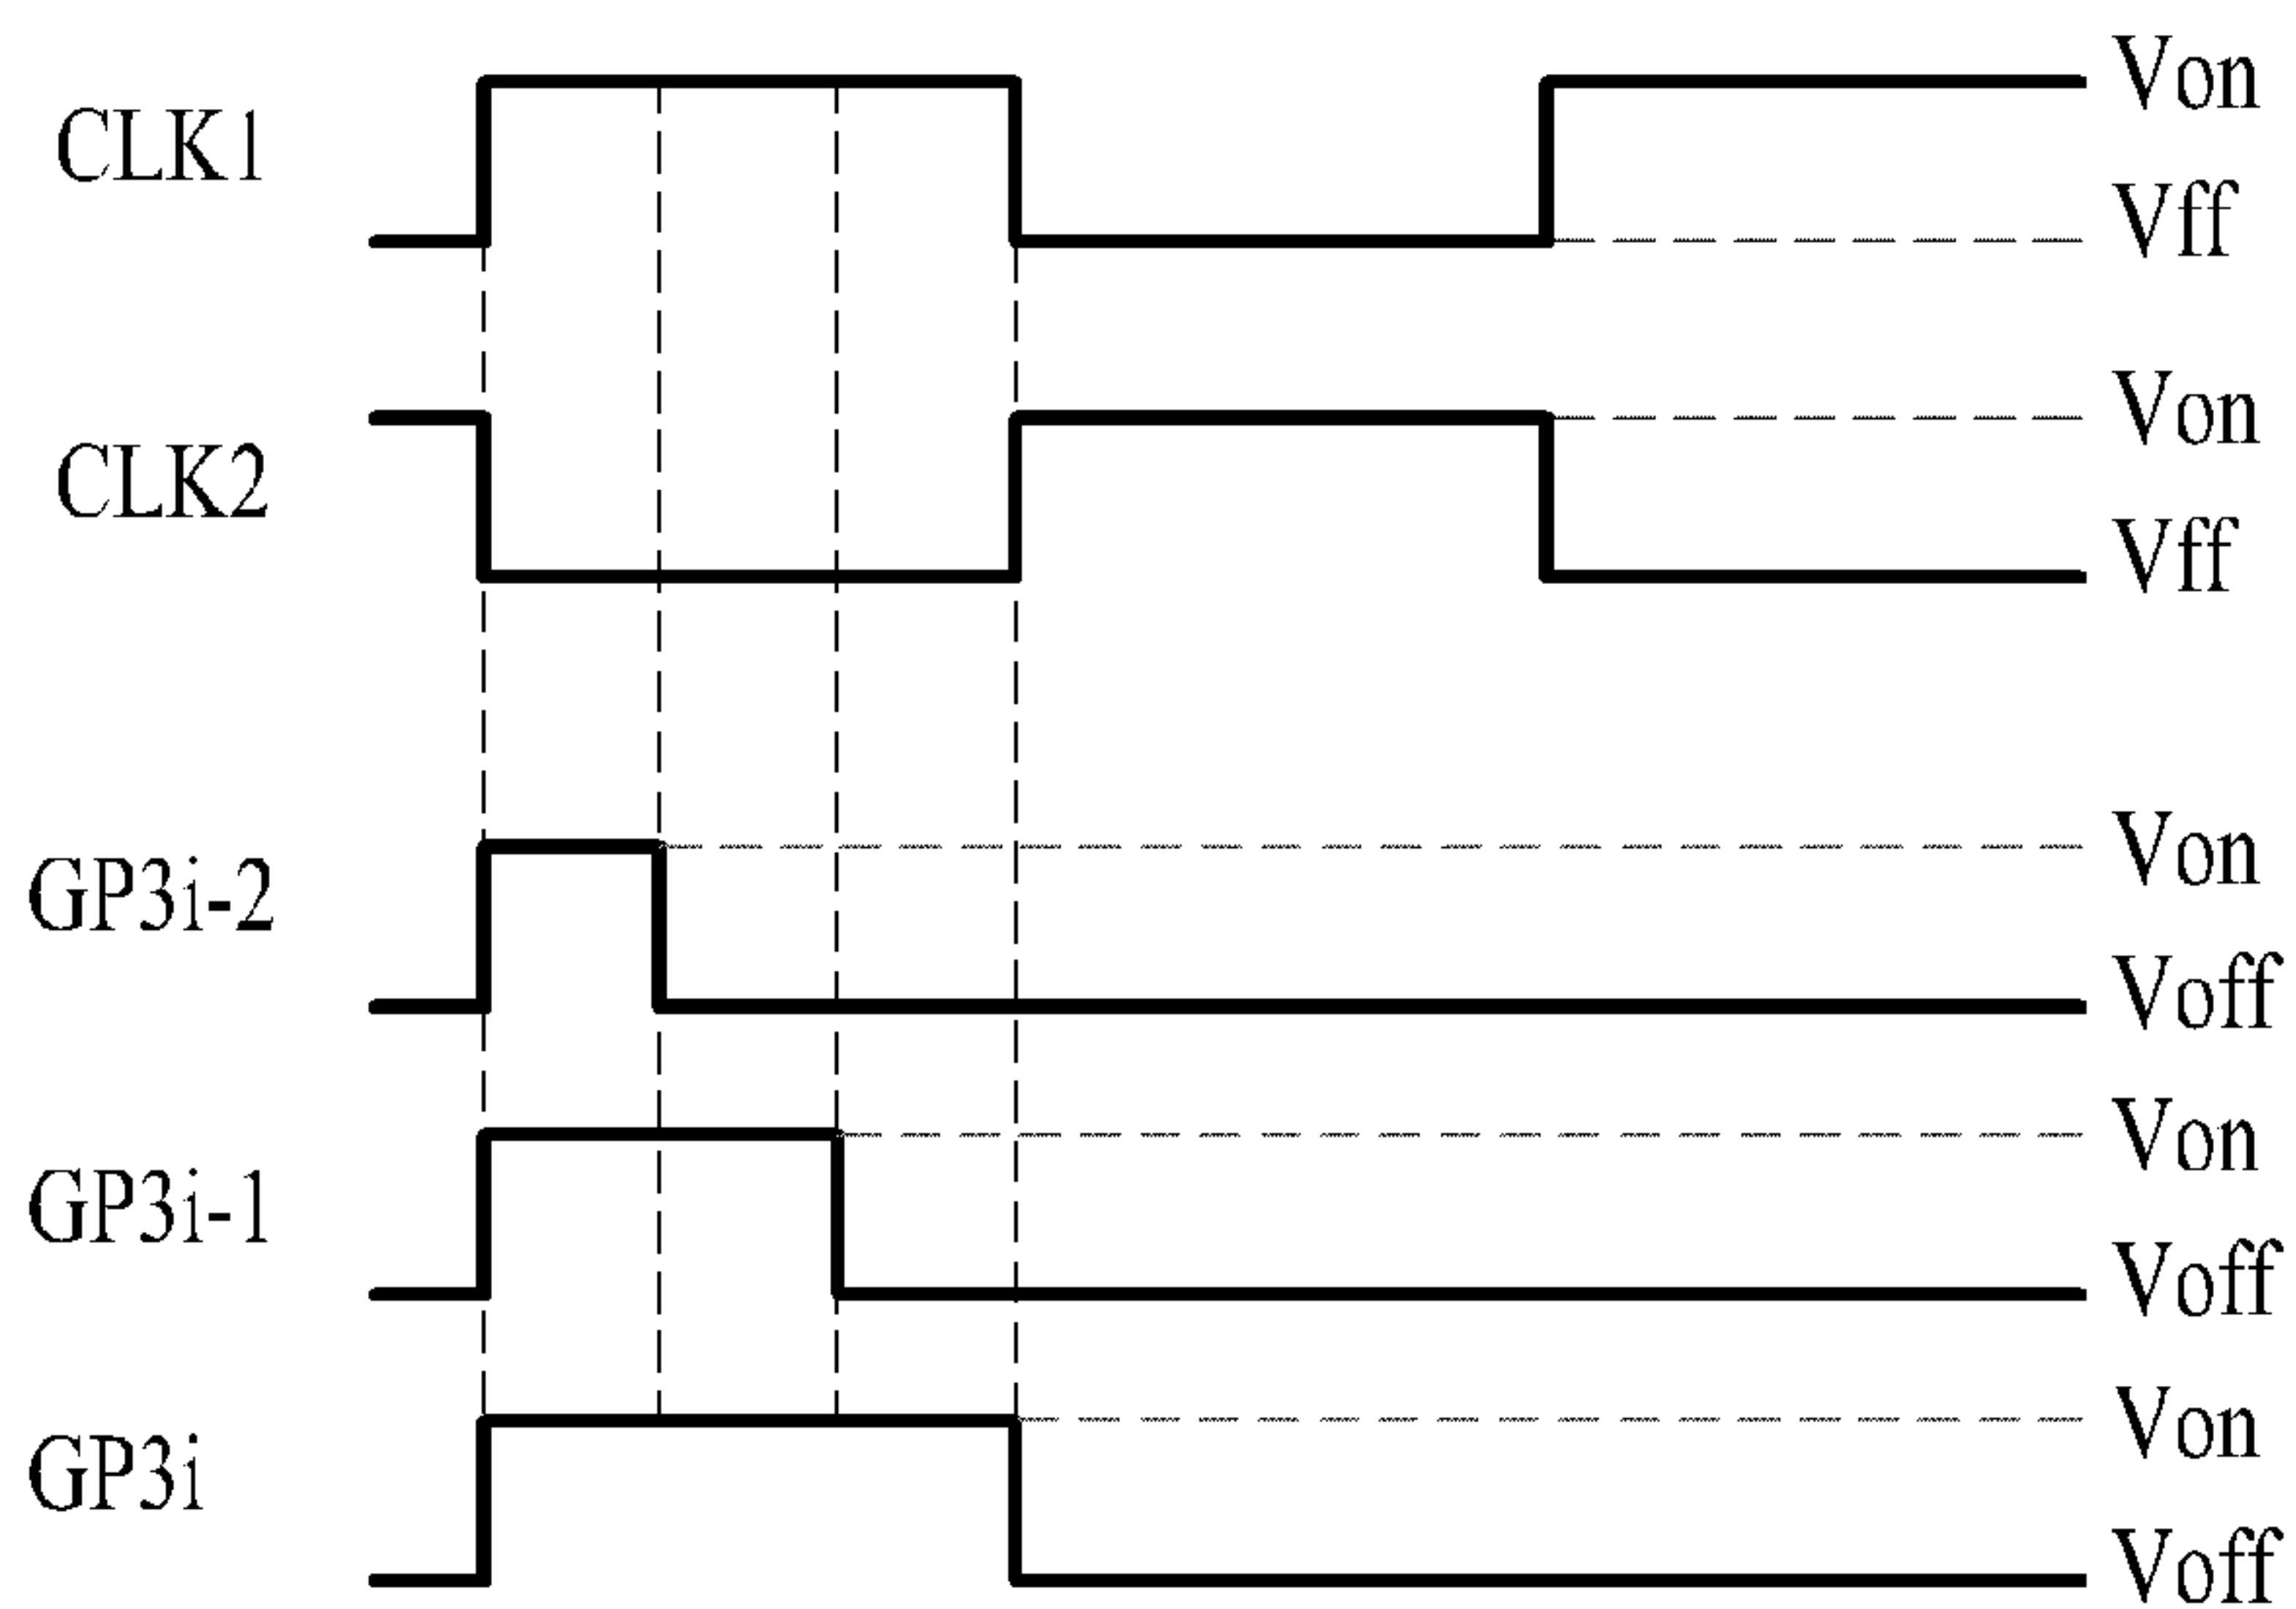 Von
CLK1
Vff
Von
CLK2
Vff
Von
GP3i-2
Voff
Von
GP3i-1
Voff
Von
GP3i
Voff